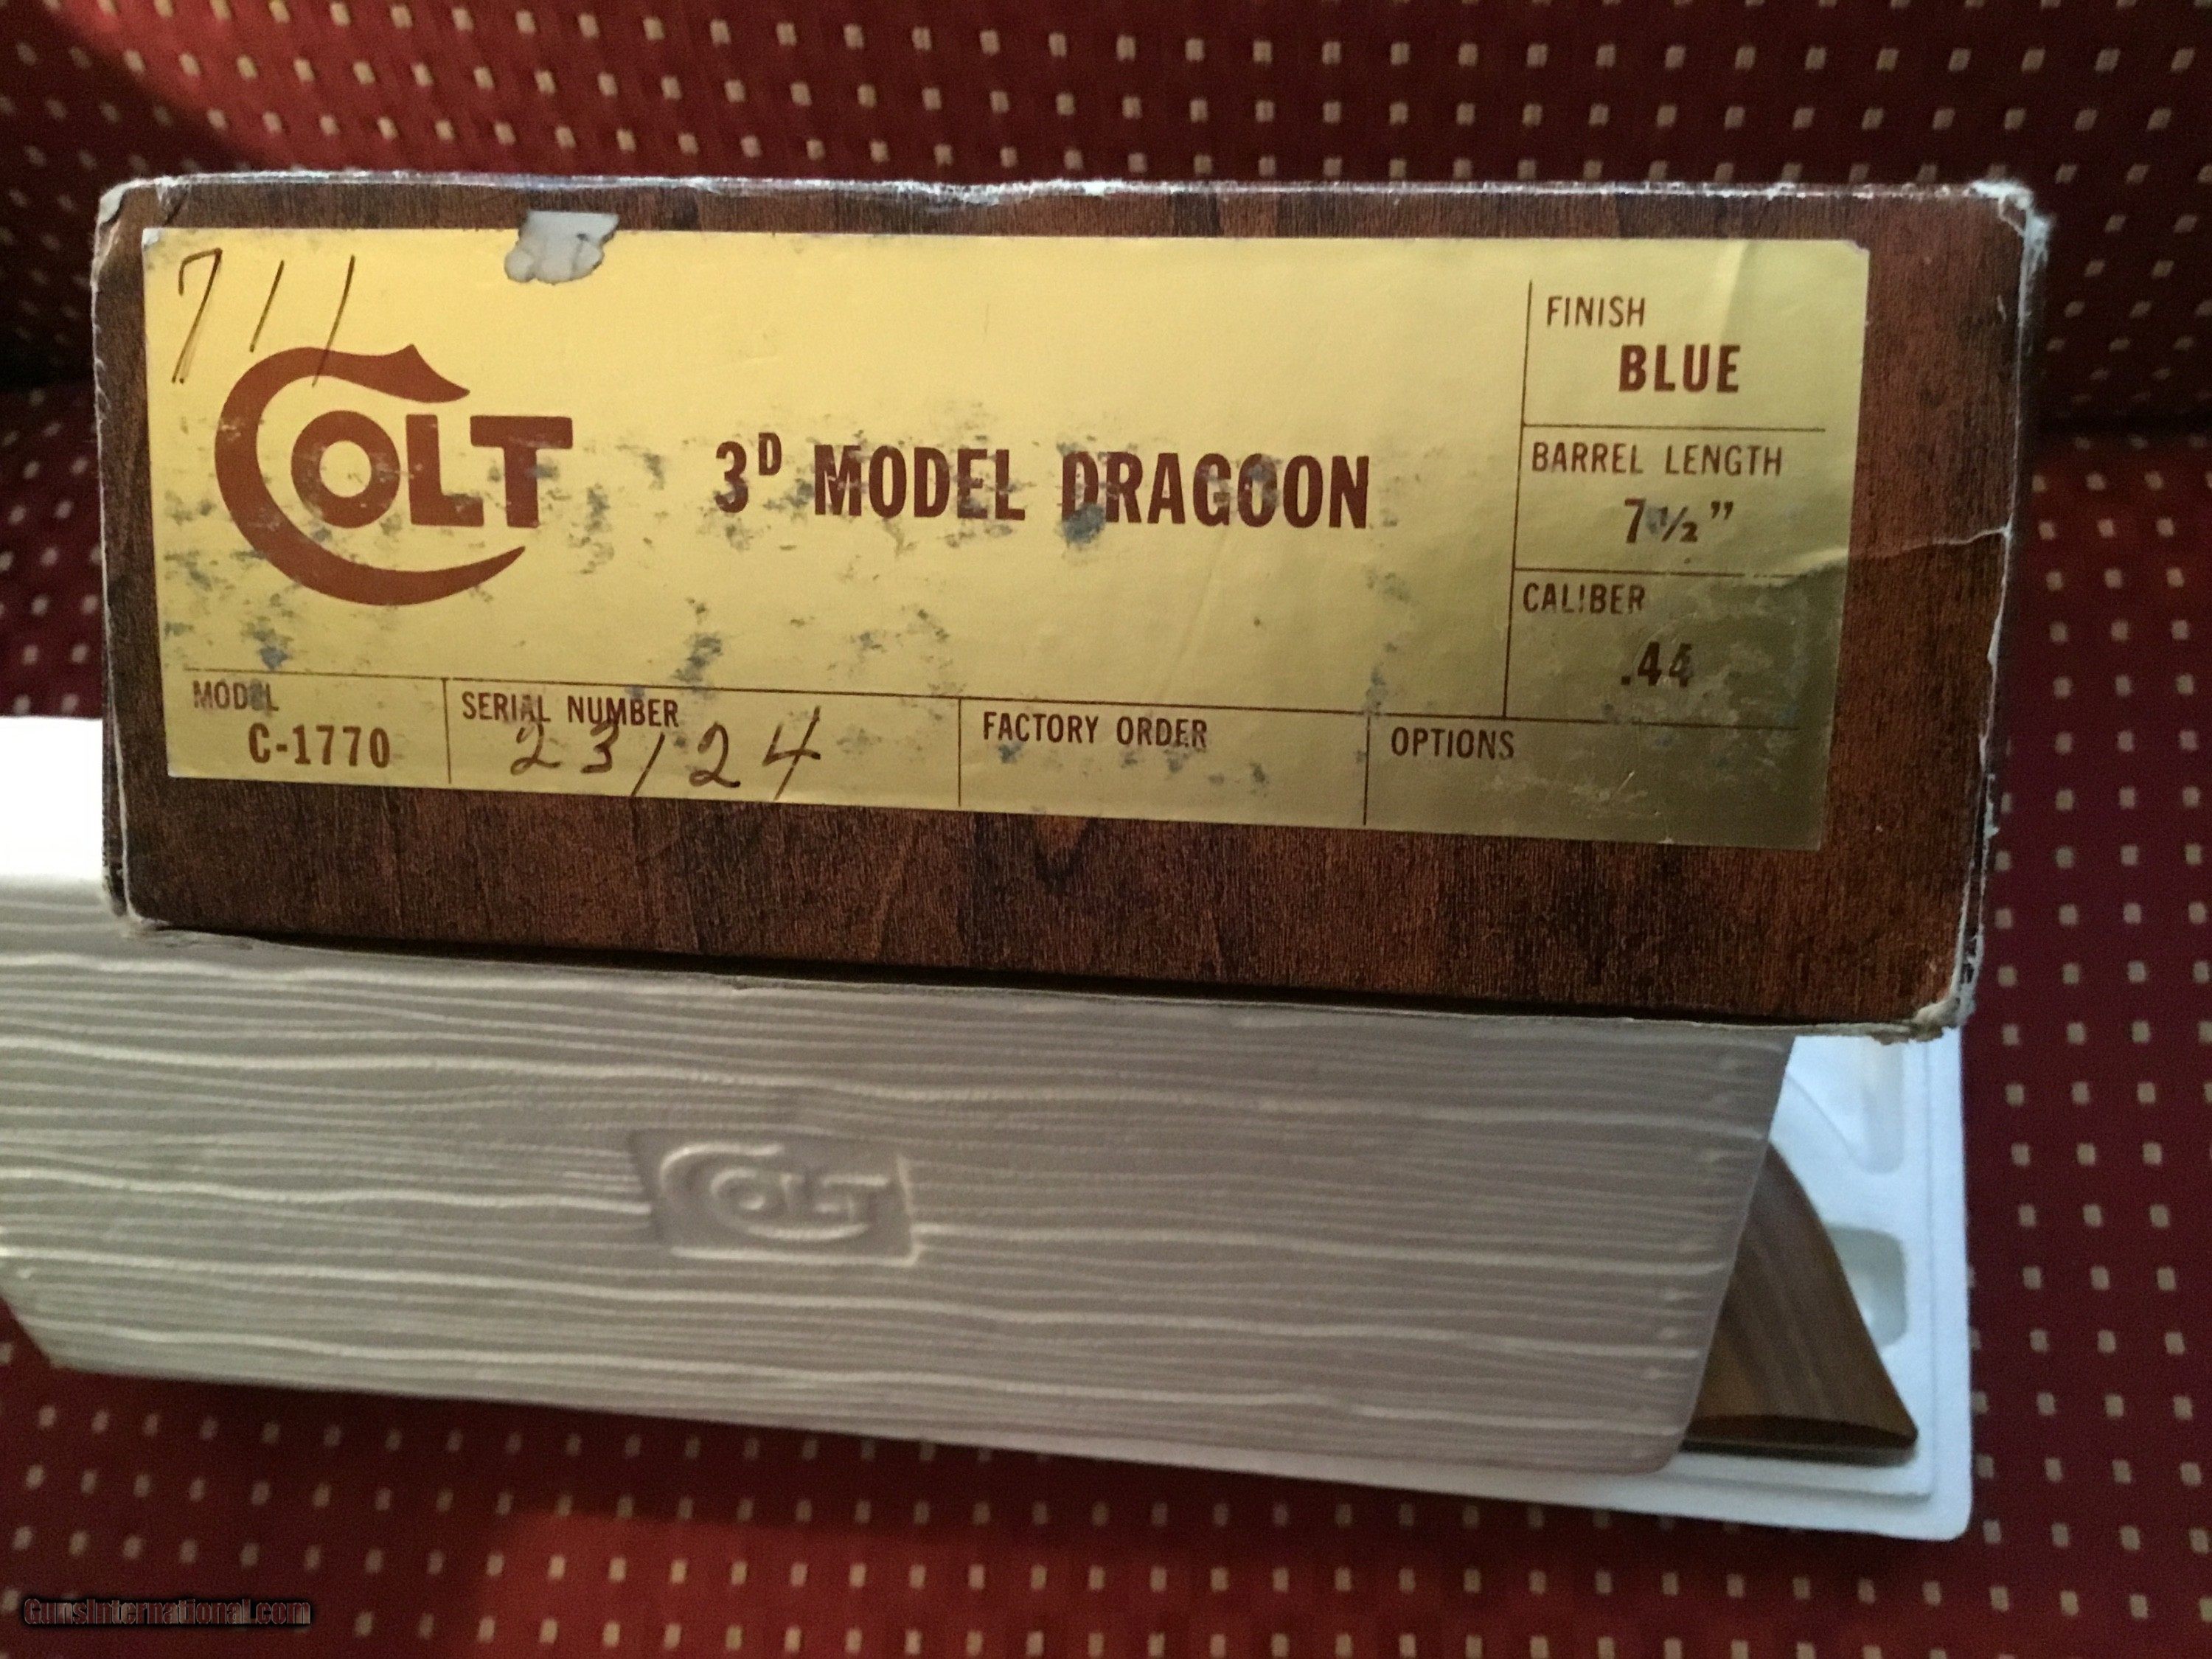 711
COLT
3D MODEL DRAGOON
FINISH
BLUE
BARREL LENGTH
7 1/2"
CALIBER
.44
MODEL
C-1770
SERIAL NUMBER
23124
FACTORY ORDER
OPTIONS
COLT
GunsInternational.com